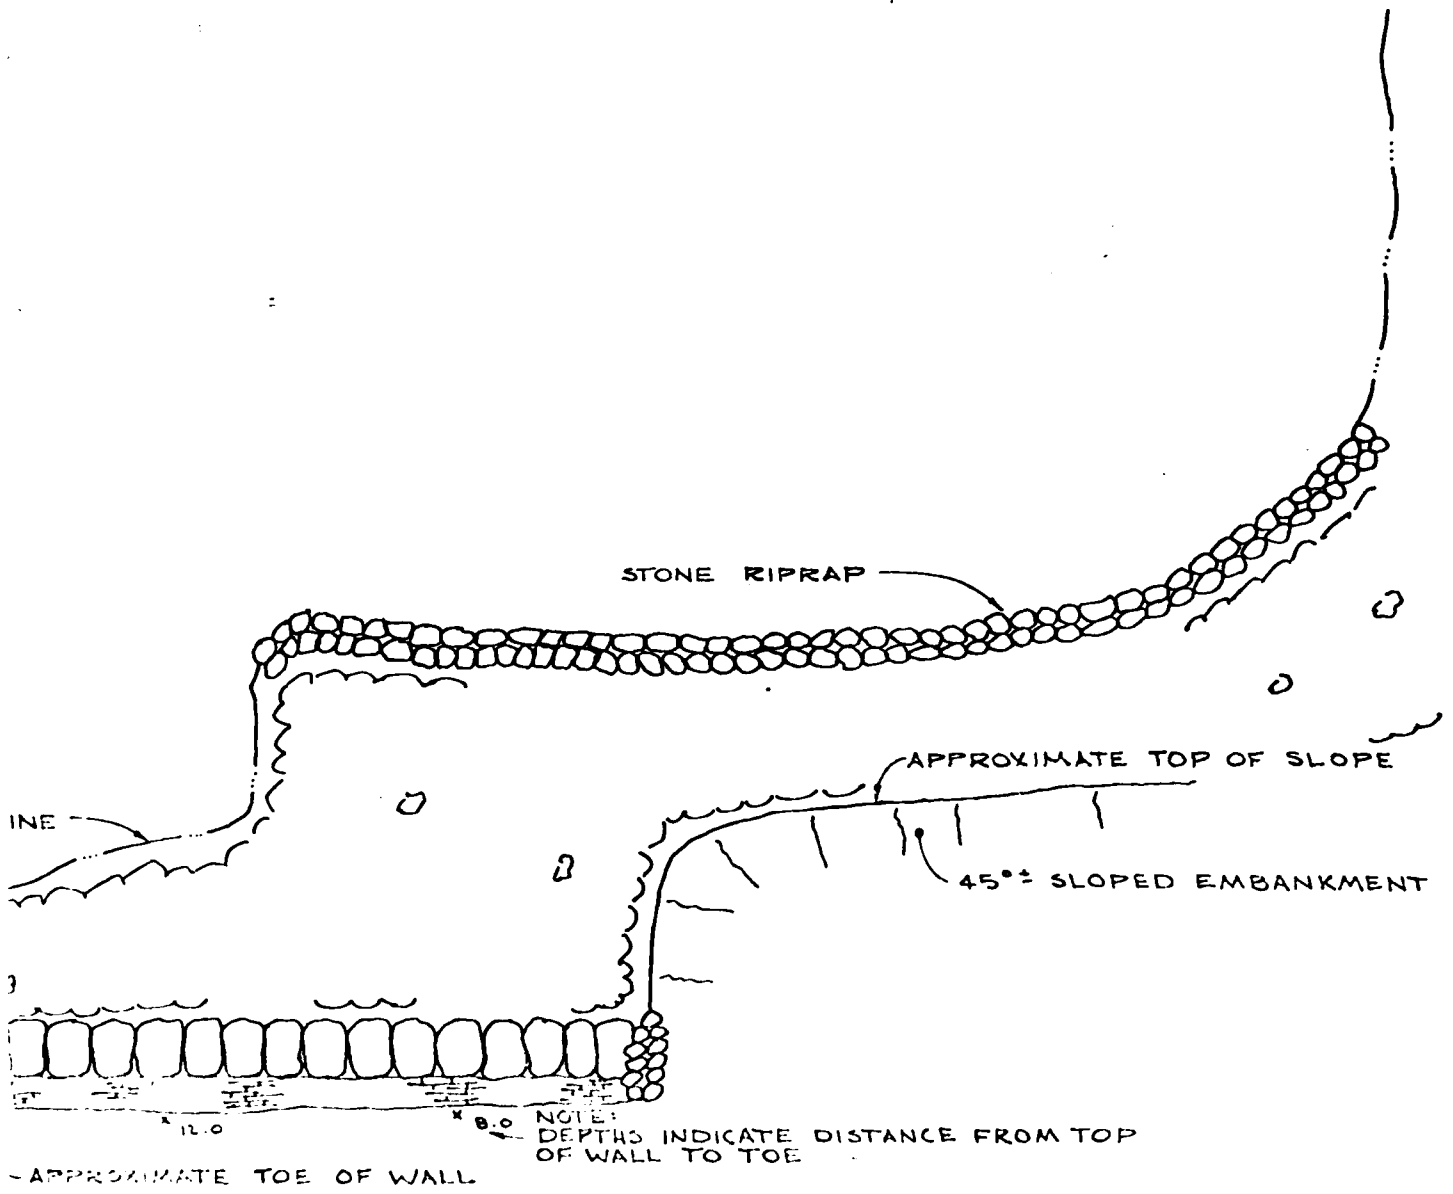 STONE RIPRAP
APPROXIMATE TOP OF SLOPE
INE
45°± SLOPED EMBANKMENT
12.0
8.0
NOTE:
DEPTHS INDICATE DISTANCE FROM TOP
OF WALL TO TOE
-APPROXIMATE TOE OF WALL